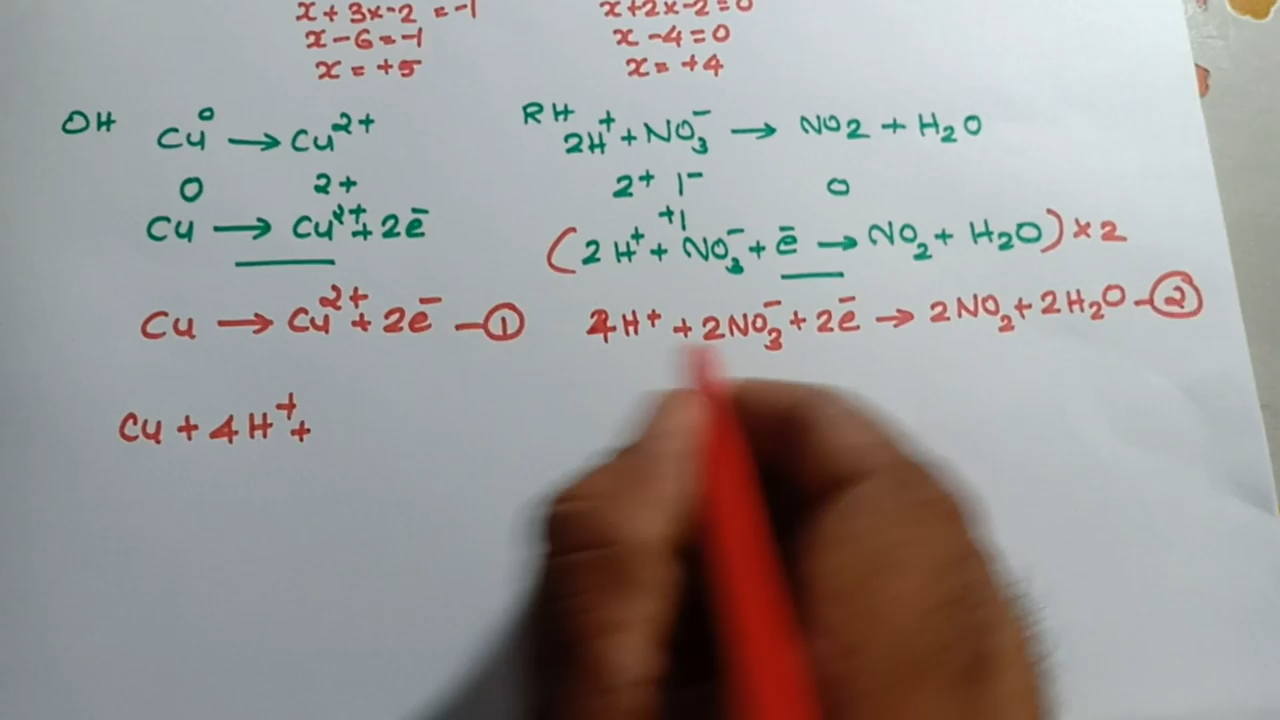 x+3x-2 =-1
x-6=-1
x=+5
x+2x-2=0
x-4=0
x=+4
OH Cu⁰ → Cu²⁺
0 2+
Cu → Cu²⁺+2e⁻
RH 2H⁺+NO₃⁻ → NO2 + H₂O
2+ 1- 0
+1
(2H⁺+NO₃⁻+e⁻ → NO₂+H₂O)×2
Cu → Cu²⁺+2e⁻ -①
4H⁺+2NO₃⁻+2e⁻ → 2NO₂+2H₂O-②
Cu+4H⁺+